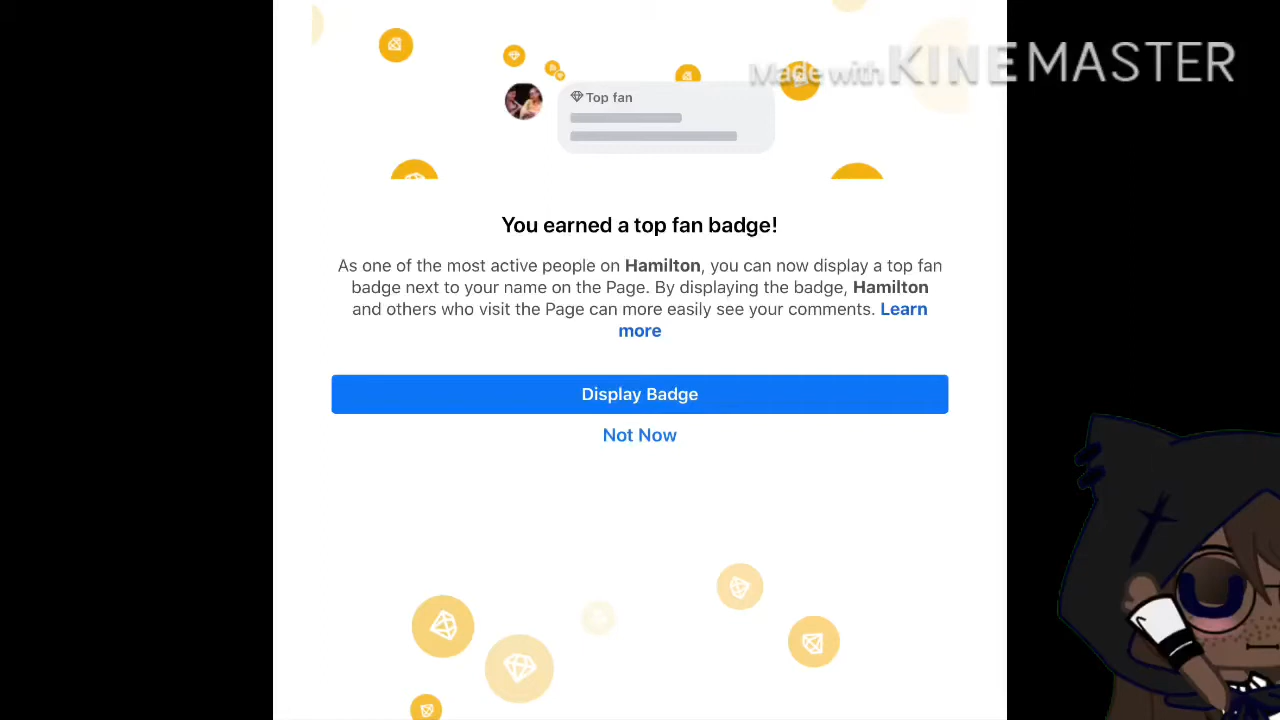 Made with KINEMASTER
Top fan
You earned a top fan badge!
As one of the most active people on Hamilton, you can now display a top fan
badge next to your name on the Page. By displaying the badge, Hamilton
and others who visit the Page can more easily see your comments. Learn
more
Display Badge
Not Now